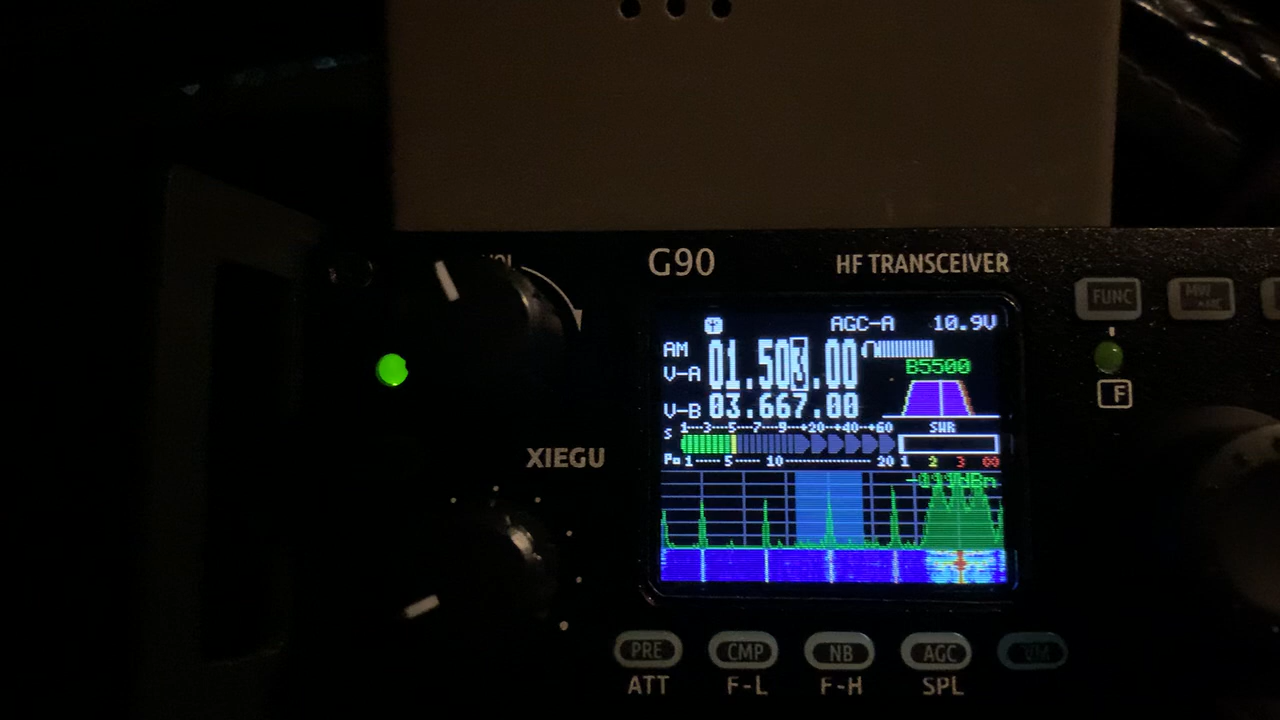 VOL
G90
HF TRANSCEIVER
FUNC
AGC-A 10.9V
AM
V-A 01.503.00
B5500
V-B 03.667.00
F
S 1---3---5---7---9--+20--+40--+60 SWR
Po 1-----5-----10--------------20 1 2 3 ∞
XIEGU
PRE CMP NB AGC
ATT F-L F-H SPL